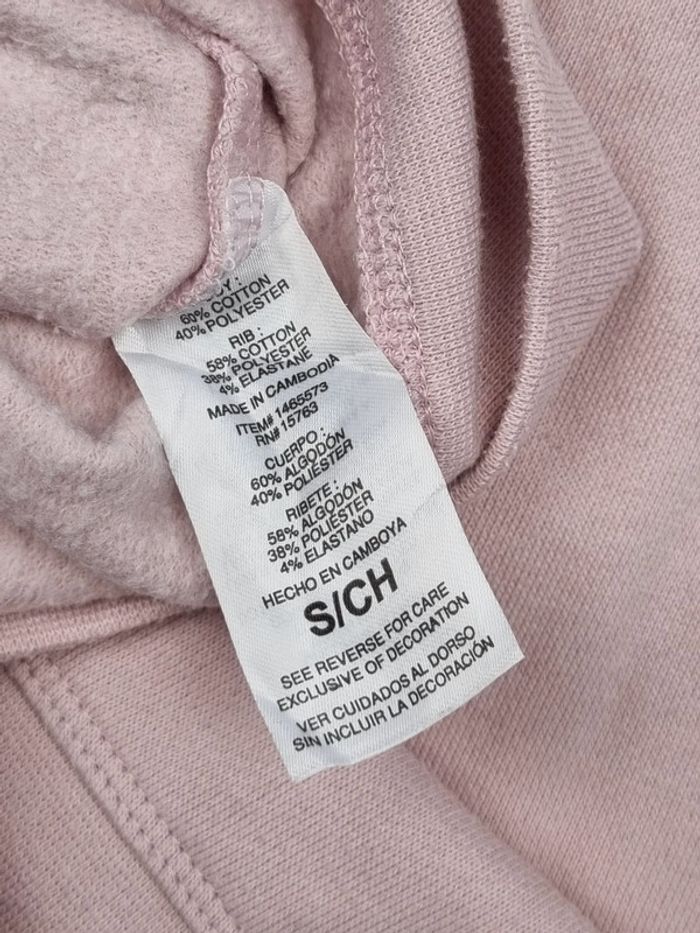 60% COTTON
40% POLYESTER
RIB :
58% COTTON
38% POLYESTER
4% ELASTANE
MADE IN CAMBODIA
ITEM# 1465573
RN# 15763
CUERPO :
60% ALGODÓN
40% POLIÉSTER
RIBETE :
58% ALGODÓN
38% POLIÉSTER
4% ELASTANO
HECHO EN CAMBOYA
S/CH
SEE REVERSE FOR CARE
EXCLUSIVE OF DECORATION
VER CUIDADOS AL DORSO
SIN INCLUIR LA DECORACIÓN